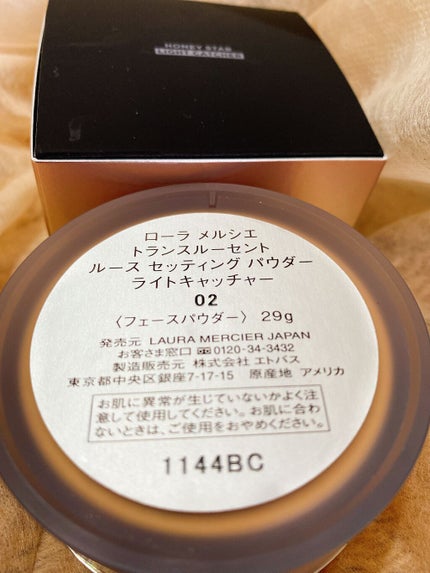 HONEY STAR
LIGHT CATCHER
ローラ メルシエ
トランスルーセント
ルース セッティング パウダー
ライトキャッチャー
02
〈フェースパウダー〉 29g
発売元 LAURA MERCIER JAPAN
お客さま窓口 0120-34-3432
製造販売元 株式会社 エトバス
東京都中央区銀座7-17-15 原産地 アメリカ
お肌に異常が生じていないかよく注
意して使用してください。お肌に合わ
ないときは、ご使用をおやめください。
1144BC